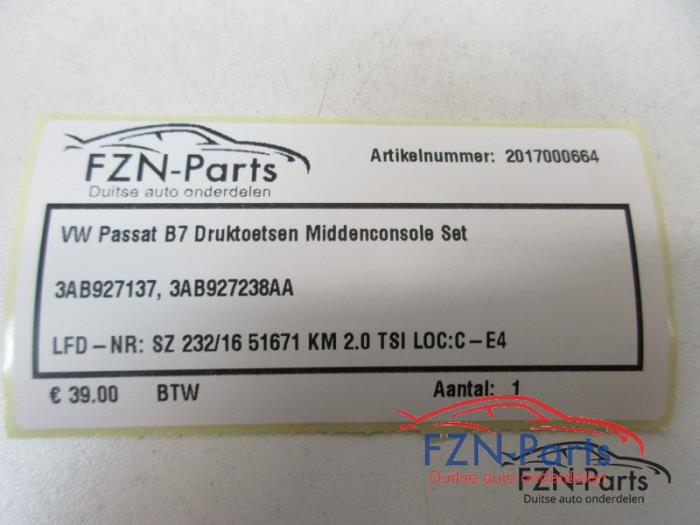 FZN-Parts
Duitse auto onderdelen
Artikelnummer: 2017000664
VW Passat B7 Druktoetsen Middenconsole Set
3AB927137, 3AB927238AA
LFD-NR: SZ 232/16 51671 KM 2.0 TSI LOC:C-E4
€ 39.00 BTW Aantal: 1
FZN-Parts
Duitse auto onderdelen
FZN-Parts
Duitse auto onderdelen